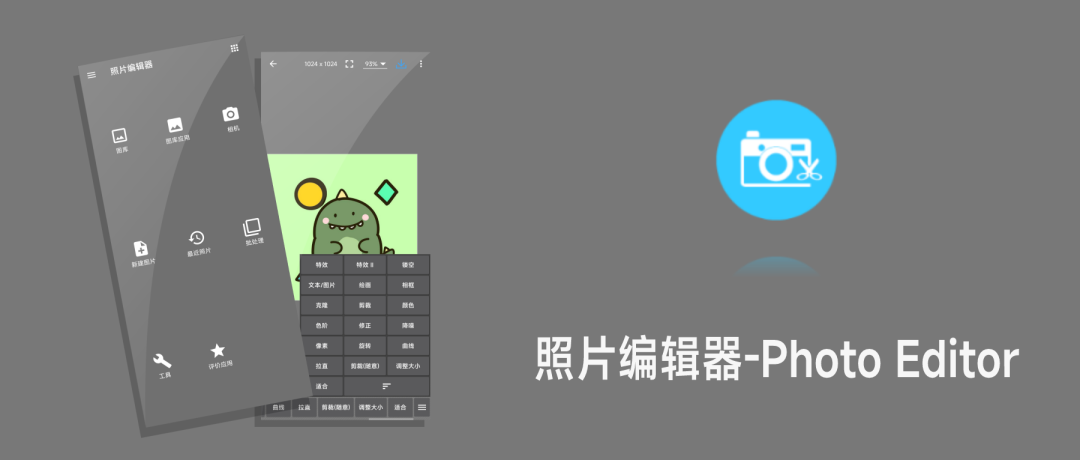 照片编辑器
图库
图库应用
相机
新建图片
最近照片
批处理
工具
评价应用
1024 x 1024
93%
特效
特效 II
镂空
文本/图片
绘画
相框
克隆
剪裁
颜色
色阶
修正
降噪
像素
旋转
曲线
拉直
剪裁(随意)
调整大小
适合
曲线
拉直
剪裁(随意)
调整大小
适合
照片编辑器-Photo Editor